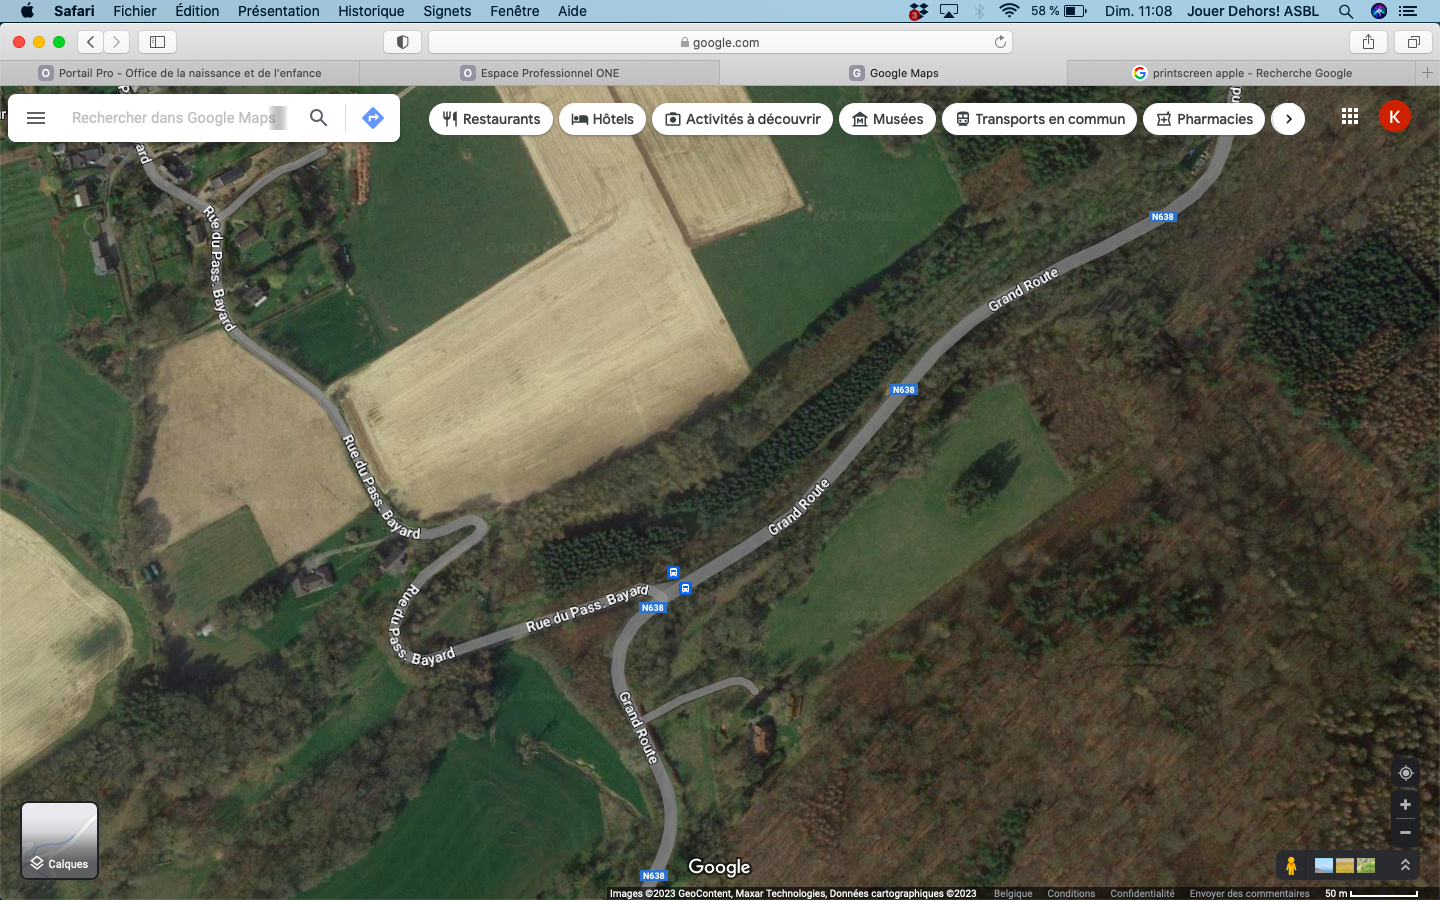 Safari Fichier Édition Présentation Historique Signets Fenêtre Aide 3 58 % Dim. 11:08 Jouer Dehors! ASBL
google.com
O Portail Pro - Office de la naissance et de l'enfance O Espace Professionnel ONE G Google Maps printscreen apple - Recherche Google
Rechercher dans Google Maps Restaurants Hôtels Activités à découvrir Musées Transports en commun Pharmacies K
N638
Rue du Pass. Bayard
Grand Route
N638
Rue du Pass. Bayard
Grand Route
Rue du Pass. Bayard
Rue du Pass. Bayard
N638
Grand Route
Calques
Google
N638
Images ©2023 GeoContent, Maxar Technologies, Données cartographiques ©2023 Belgique Conditions Confidentialité Envoyer des commentaires 50 m